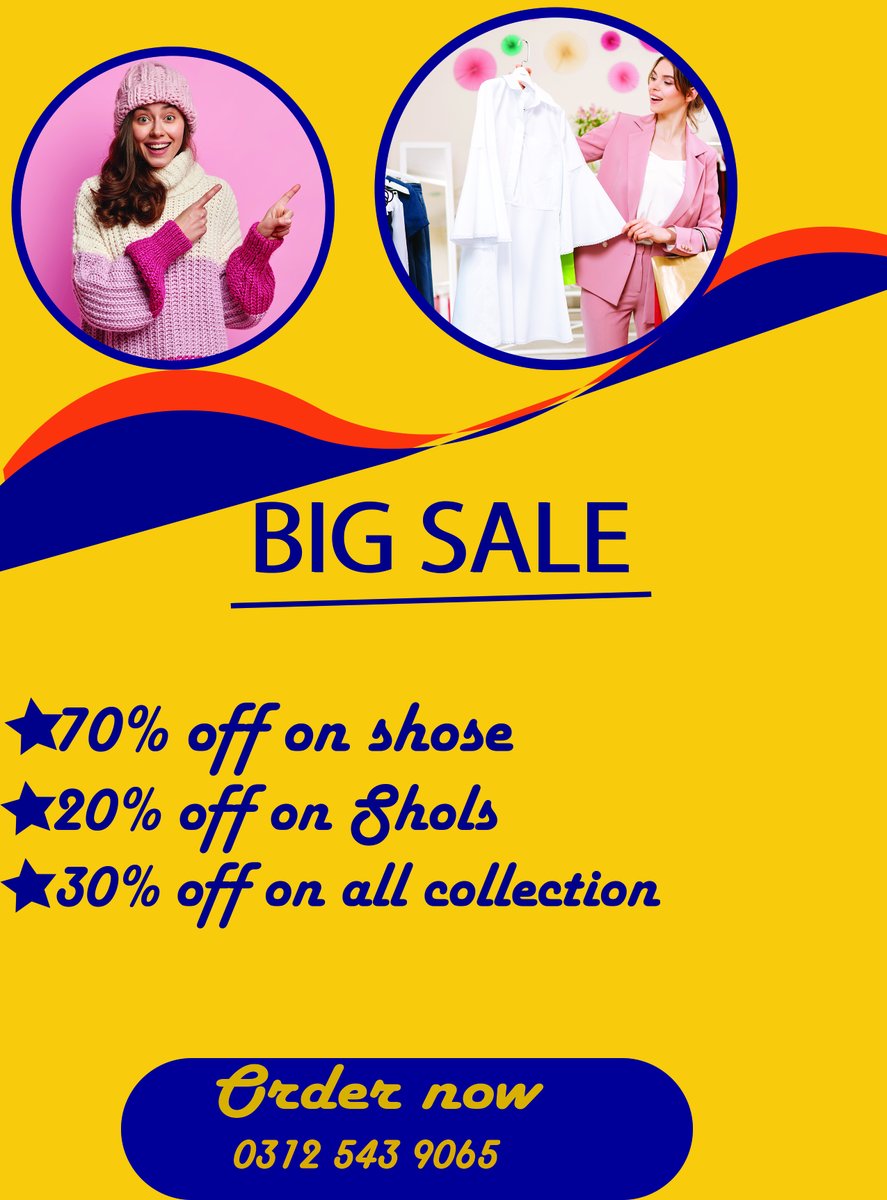 BIG SALE
70% off on shose
20% off on Shols
30% off on all collection
Order now
0312 543 9065